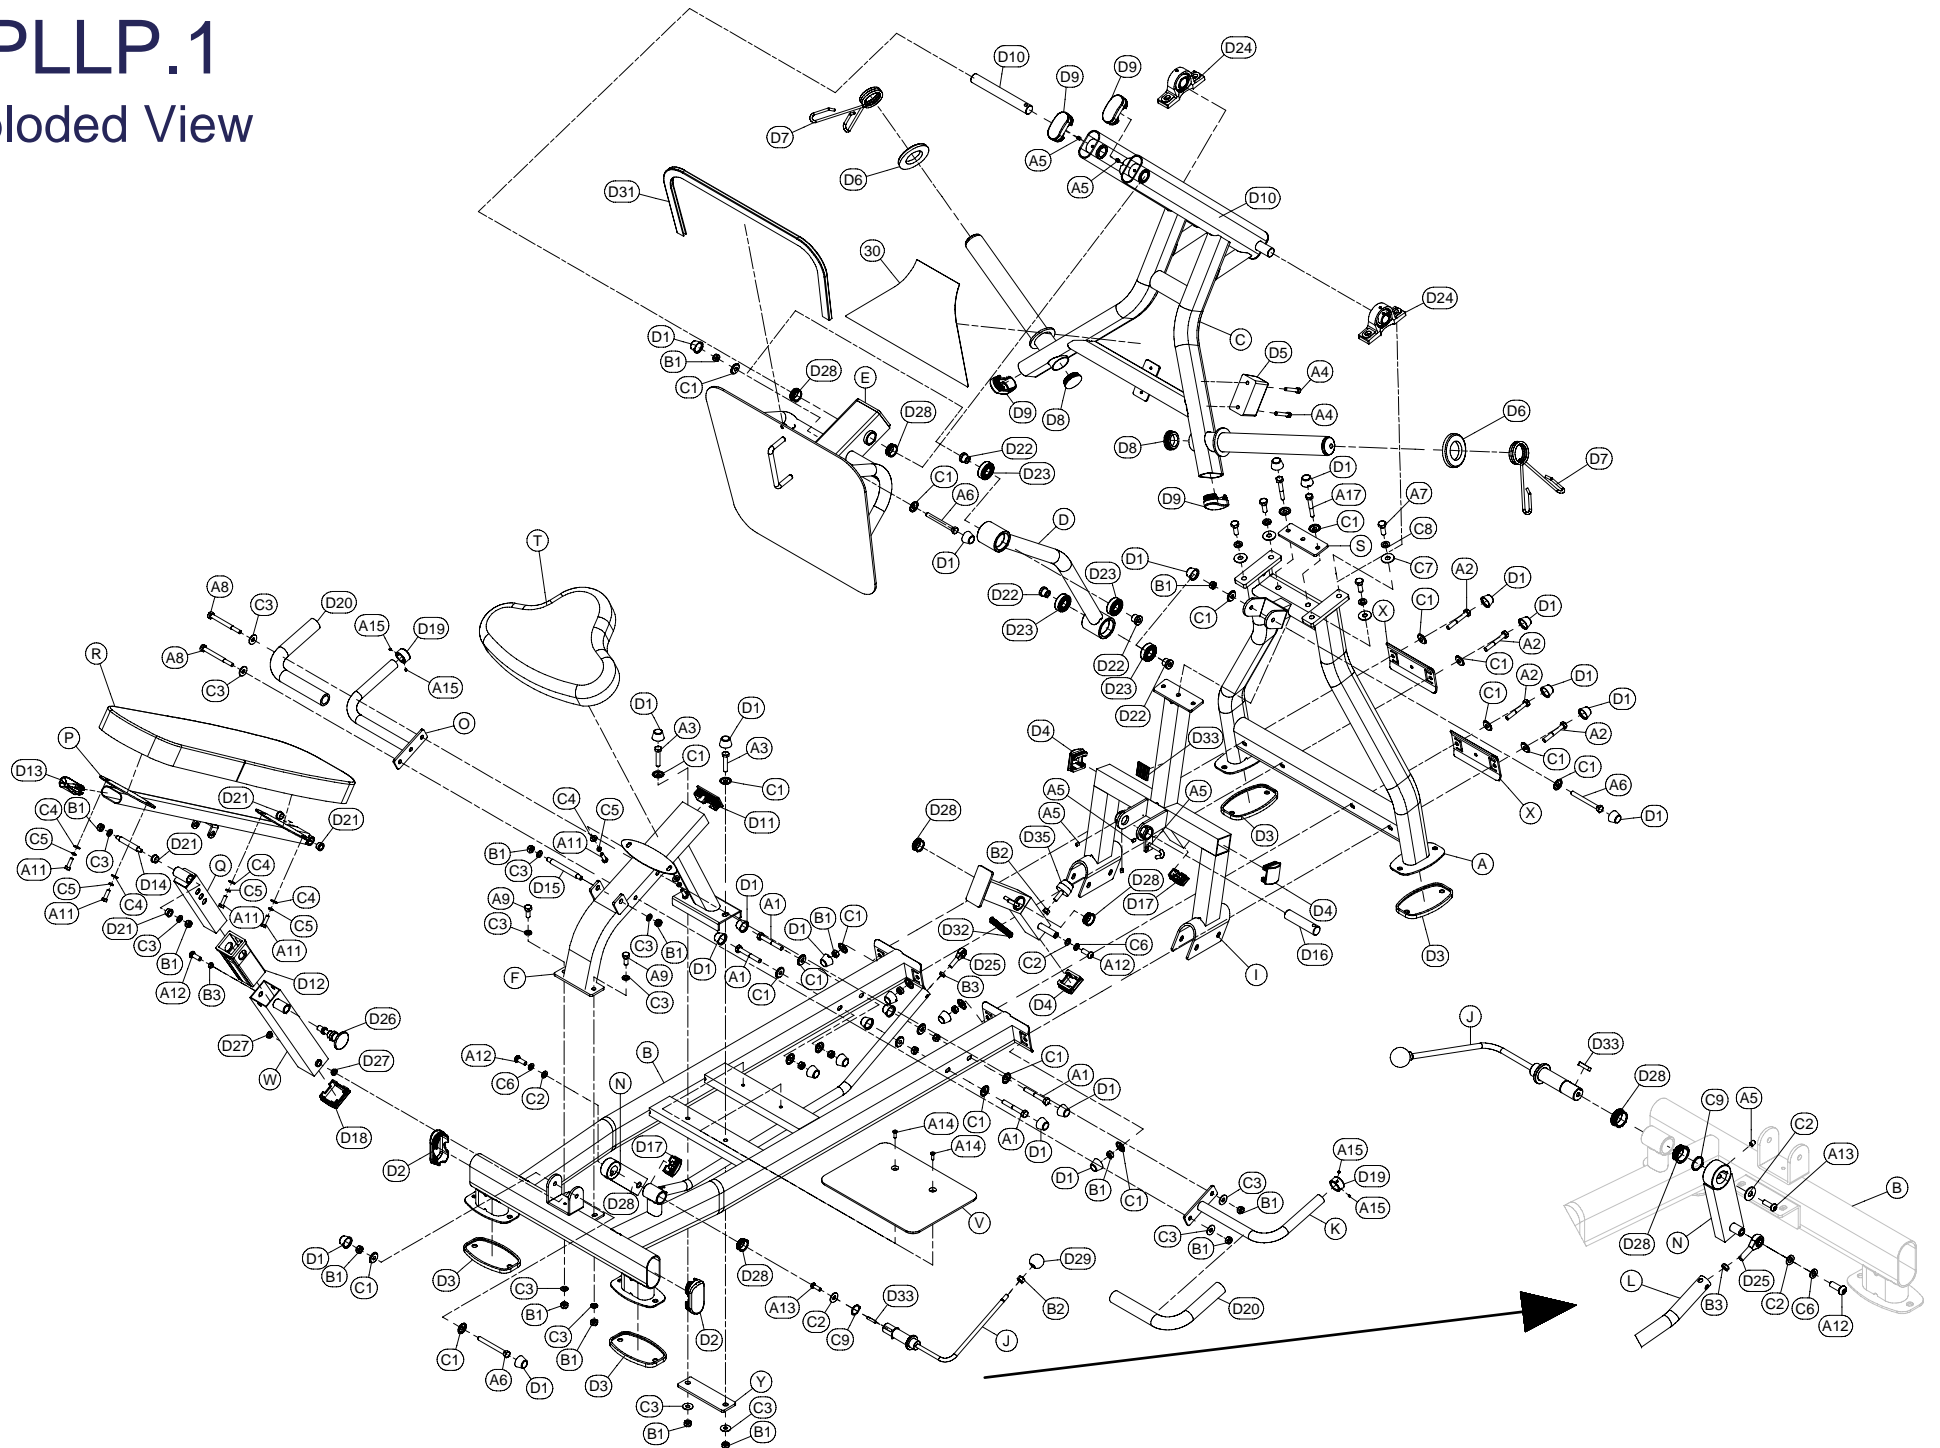 PLLP.1
ploded View
D10
D9
D9
D24
D7
A5
A5
D6
D31
D10
30
D24
C
D5
A4
A4
D1
B1
C1
D28
E
D28
D9
D8
D6
D8
D7
D22
D23
C1
A6
D1
D9
D1
A17
A7
C1
C8
S
C7
T
D
D1
B1
C1
D23
D22
D23
D22
D23
D22
A2
D1
C1
D1
X
A2
C1
D1
A2
C1
D1
A2
C1
C1
A6
X
D1
A8
C3
D20
A15
D19
A8
C3
A15
R
O
P
D13
D1
A3
D1
A3
C1
C1
D11
D4
D33
D3
A
D3
D21
D21
C4
B1
C5
C3
A11
D14
D21
Q
C4
C5
C4
C5
A11
C4
C5
A11
A11
D21
C3
B1
A12
B3
D12
D26
D27
D27
W
D18
C4
C5
A11
B1
C3
D15
A9
C3
F
C3
B1
A9
C3
D1
A1
D1
A1
D1
B1
C1
C1
C1
D28
A5
A5
D35
B2
D28
D17
D4
D16
I
D32
C2
C6
A12
D25
B3
D4
A12
C6
C2
B
N
D17
D28
D2
C1
A1
D1
C1
A1
D1
A14
A14
D1
B1
C1
A15
D19
A15
C3
B1
C3
B1
K
V
D20
D1
B1
C1
D3
C3
B1
C3
B1
D3
C1
A6
D1
D2
D28
A13
C2
C9
D33
D29
B2
J
Y
C3
B1
C3
B1
J
D33
D28
C9
A5
C2
A13
B
D28
N
L
B3
D25
C2
C6
A12